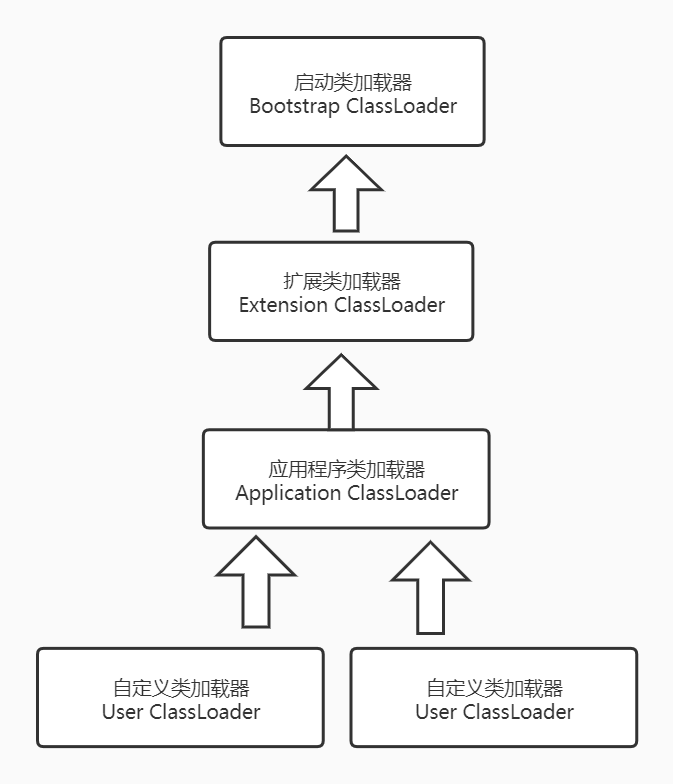 启动类加载器
Bootstrap ClassLoader
扩展类加载器
Extension ClassLoader
应用程序类加载器
Application ClassLoader
自定义类加载器
User ClassLoader
自定义类加载器
User ClassLoader